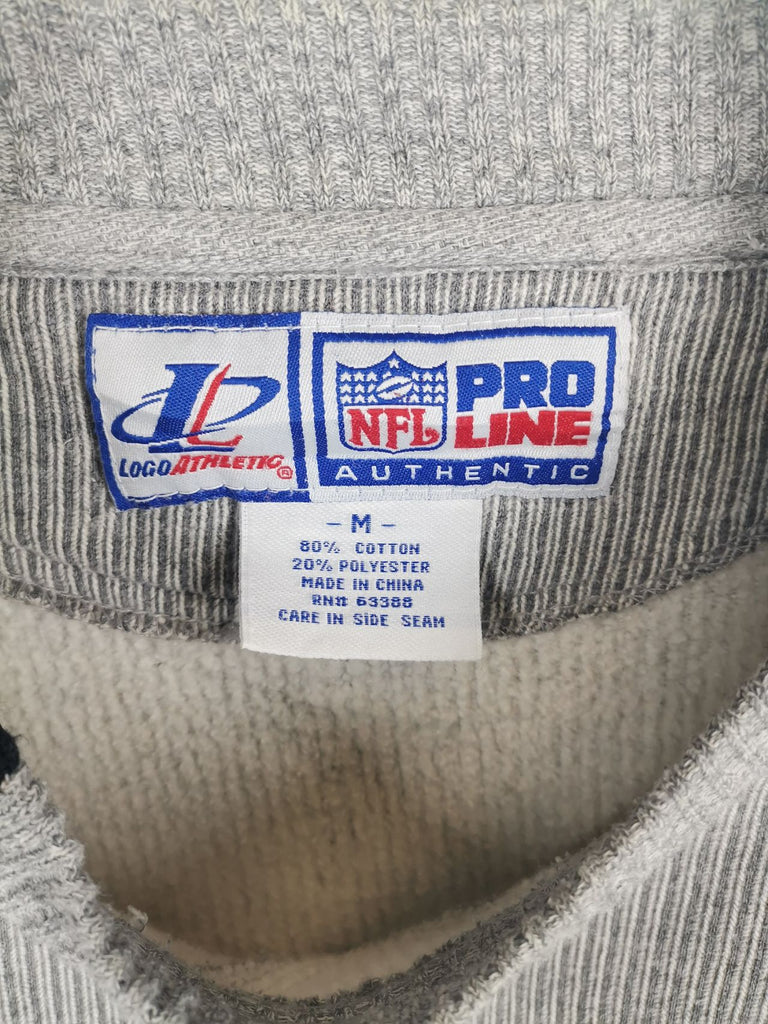 LOGO ATHLETIC®
NFL
PRO
LINE
AUTHENTIC
- M -
80% COTTON
20% POLYESTER
MADE IN CHINA
RN# 63388
CARE IN SIDE SEAM